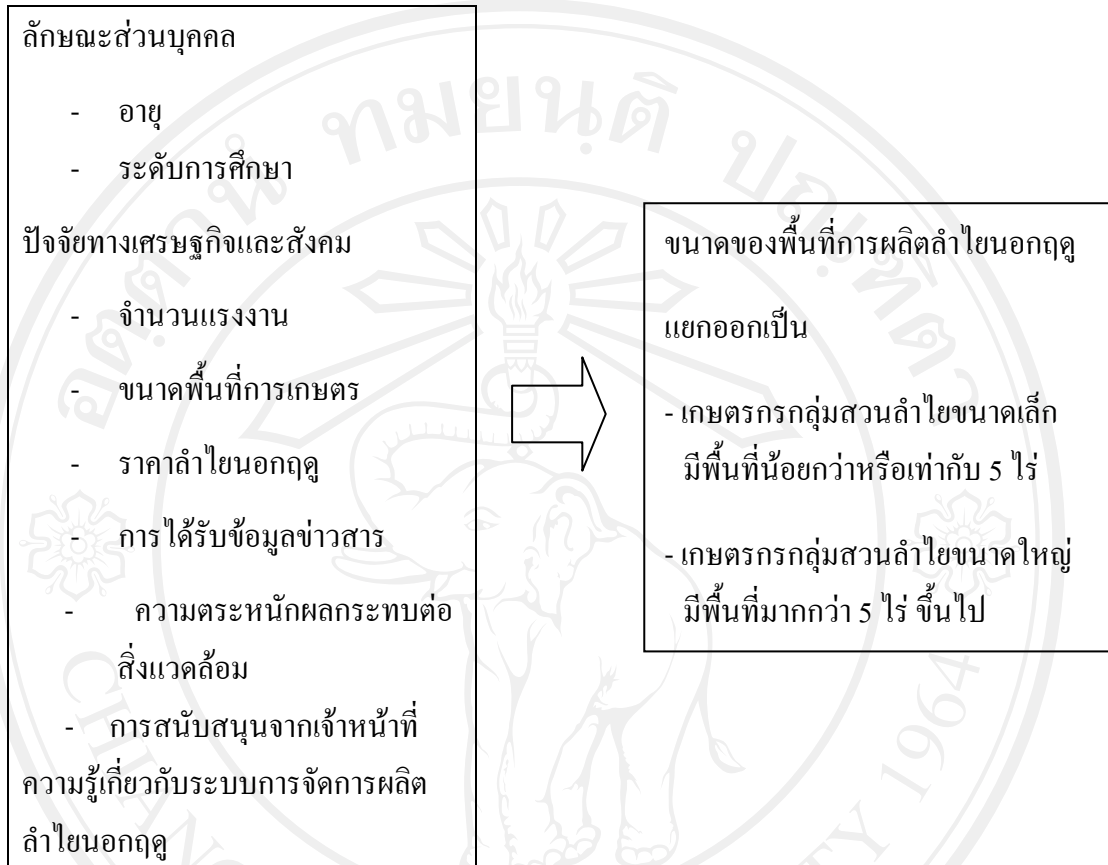 ลักษณะส่วนบุคคล
- อายุ
- ระดับการศึกษา
ปัจจัยทางเศรษฐกิจและสังคม
- จำนวนแรงงาน
- ขนาดพื้นที่การเกษตร
- ราคาลำไยนอกฤดู
- การได้รับข้อมูลข่าวสาร
- ความตระหนักผลกระทบต่อ
สิ่งแวดล้อม
- การสนับสนุนจากเจ้าหน้าที่
ความรู้เกี่ยวกับระบบการจัดการผลิต
ลำไยนอกฤดู
ขนาดของพื้นที่การผลิตลำไยนอกฤดู
แยกออกเป็น
- เกษตรกรกลุ่มสวนลำไยขนาดเล็ก
มีพื้นที่น้อยกว่าหรือเท่ากับ 5 ไร่
- เกษตรกรกลุ่มสวนลำไยขนาดใหญ่
มีพื้นที่มากกว่า 5 ไร่ ขึ้นไป
1964